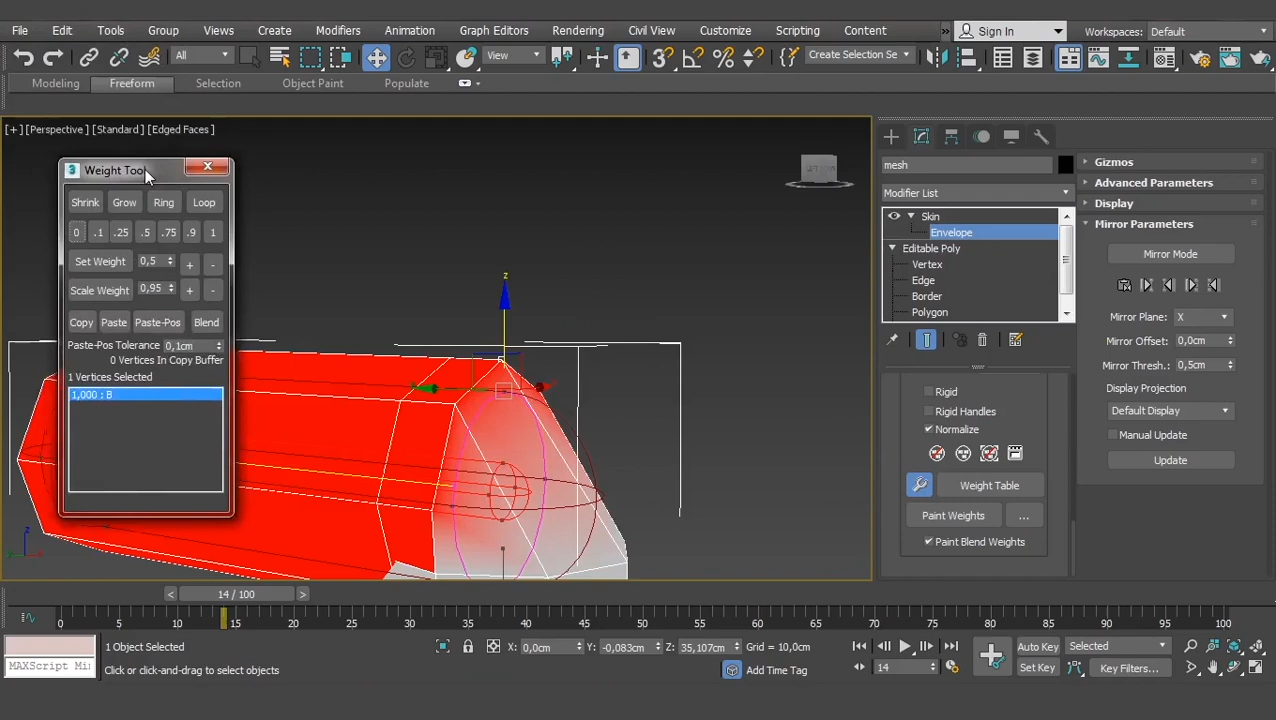 File Edit Tools Group Views Create Modifiers Animation Graph Editors Rendering Civil View Customize Scripting Content » Sign In Workspaces: Default
All View Create Selection Se
Modeling Freeform Selection Object Paint Populate
[+] [Perspective] [Standard] [Edged Faces]
Weight Tool
Shrink Grow Ring Loop
0 .1 .25 .5 .75 .9 1
Set Weight 0,5 + -
Scale Weight 0,95 + -
Copy Paste Paste-Pos Blend
Paste-Pos Tolerance 0,1cm
0 Vertices In Copy Buffer
1 Vertices Selected
1,000 : B
z
mesh
Modifier List
Skin
Envelope
Editable Poly
Vertex
Edge
Border
Polygon
Rigid
Rigid Handles
Normalize
Weight Table
Paint Weights ...
Paint Blend Weights
Gizmos
Advanced Parameters
Display
Mirror Parameters
Mirror Mode
Mirror Plane: X
Mirror Offset: 0,0cm
Mirror Thresh.: 0,5cm
Display Projection
Default Display
Manual Update
Update
< 14 / 100 >
0 5 10 15 20 25 30 35 40 45 50 55 60 65 70 75 80 85 90 95 100
1 Object Selected X: 0,0cm Y: -0,083cm Z: 35,107cm Grid = 10,0cm Auto Key Selected
MAXScript Mi Click or click-and-drag to select objects Add Time Tag 14 Set Key Key Filters...